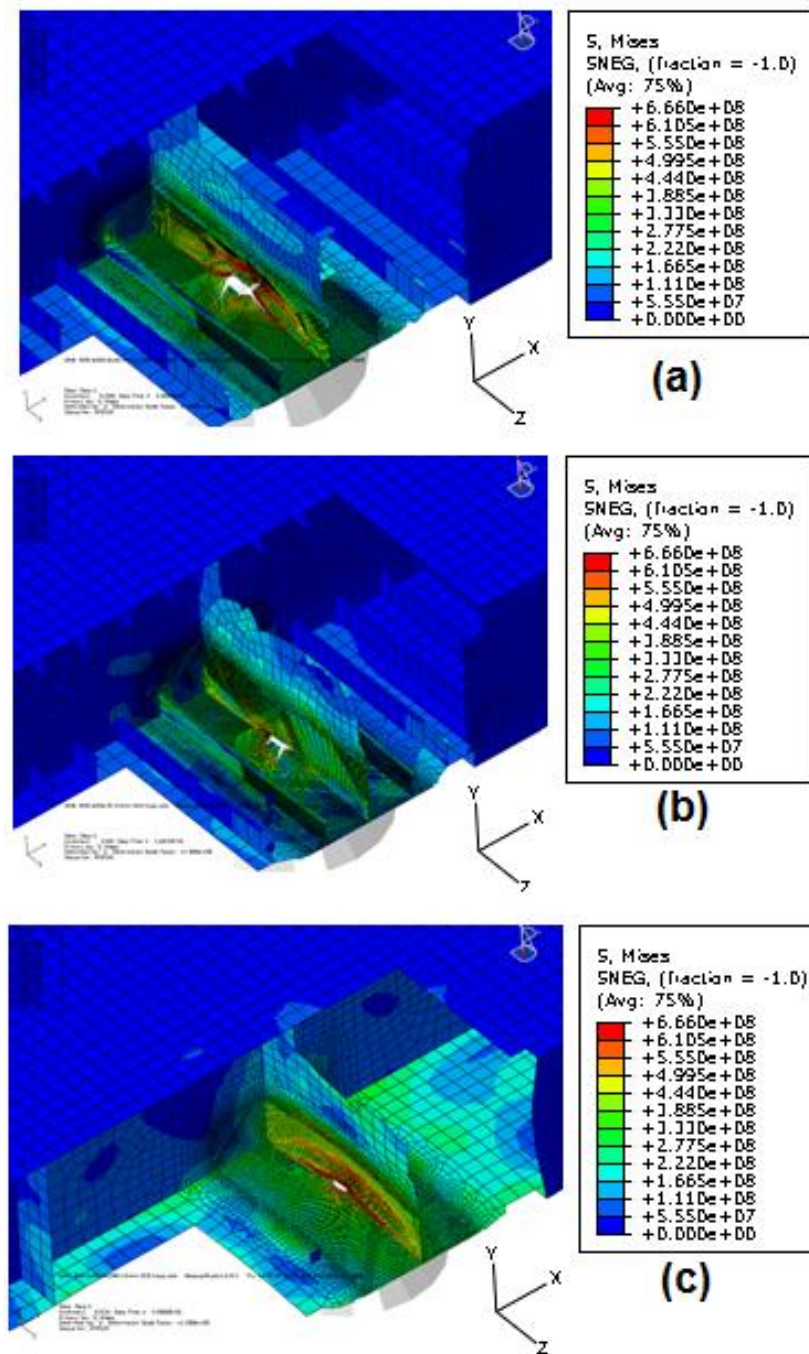 S, Mises
SNEG, (fraction = -1.0)
(Avg: 75%)
+6.660e+08
+6.105e+08
+5.550e+08
+4.995e+08
+4.440e+08
+3.885e+08
+3.330e+08
+2.775e+08
+2.220e+08
+1.665e+08
+1.110e+08
+5.550e+07
+0.000e+00
Y
X
Z
(a)
S, Mises
SNEG, (fraction = -1.0)
(Avg: 75%)
+6.660e+08
+6.105e+08
+5.550e+08
+4.995e+08
+4.440e+08
+3.885e+08
+3.330e+08
+2.775e+08
+2.220e+08
+1.665e+08
+1.110e+08
+5.550e+07
+0.000e+00
Y
X
Z
(b)
S, Mises
SNEG, (fraction = -1.0)
(Avg: 75%)
+6.660e+08
+6.105e+08
+5.550e+08
+4.995e+08
+4.440e+08
+3.885e+08
+3.330e+08
+2.775e+08
+2.220e+08
+1.665e+08
+1.110e+08
+5.550e+07
+0.000e+00
Y
X
Z
(c)